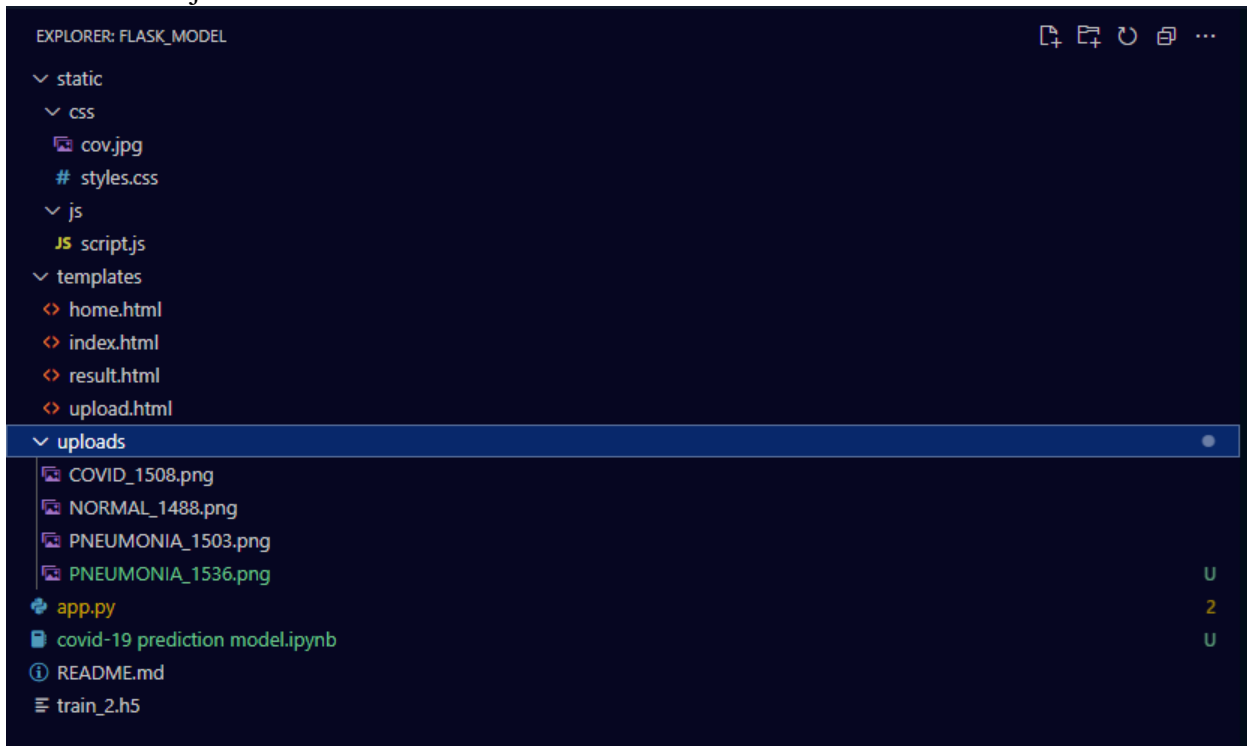 EXPLORER: FLASK_MODEL
static
css
cov.jpg
# styles.css
js
JS script.js
templates
<> home.html
<> index.html
<> result.html
<> upload.html
uploads
COVID_1508.png
NORMAL_1488.png
PNEUMONIA_1503.png
PNEUMONIA_1536.png U
app.py 2
covid-19 prediction model.ipynb U
README.md
train_2.h5